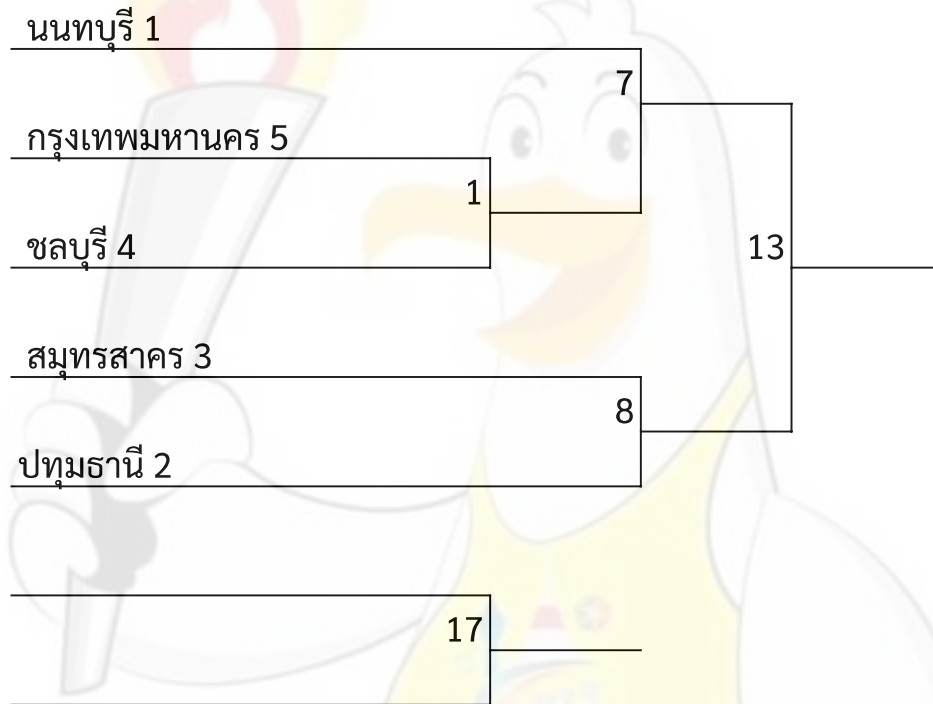 นนทบุรี 1
7
กรุงเทพมหานคร 5
1
ชลบุรี 4
13
สมุทรสาคร 3
8
ปทุมธานี 2
17